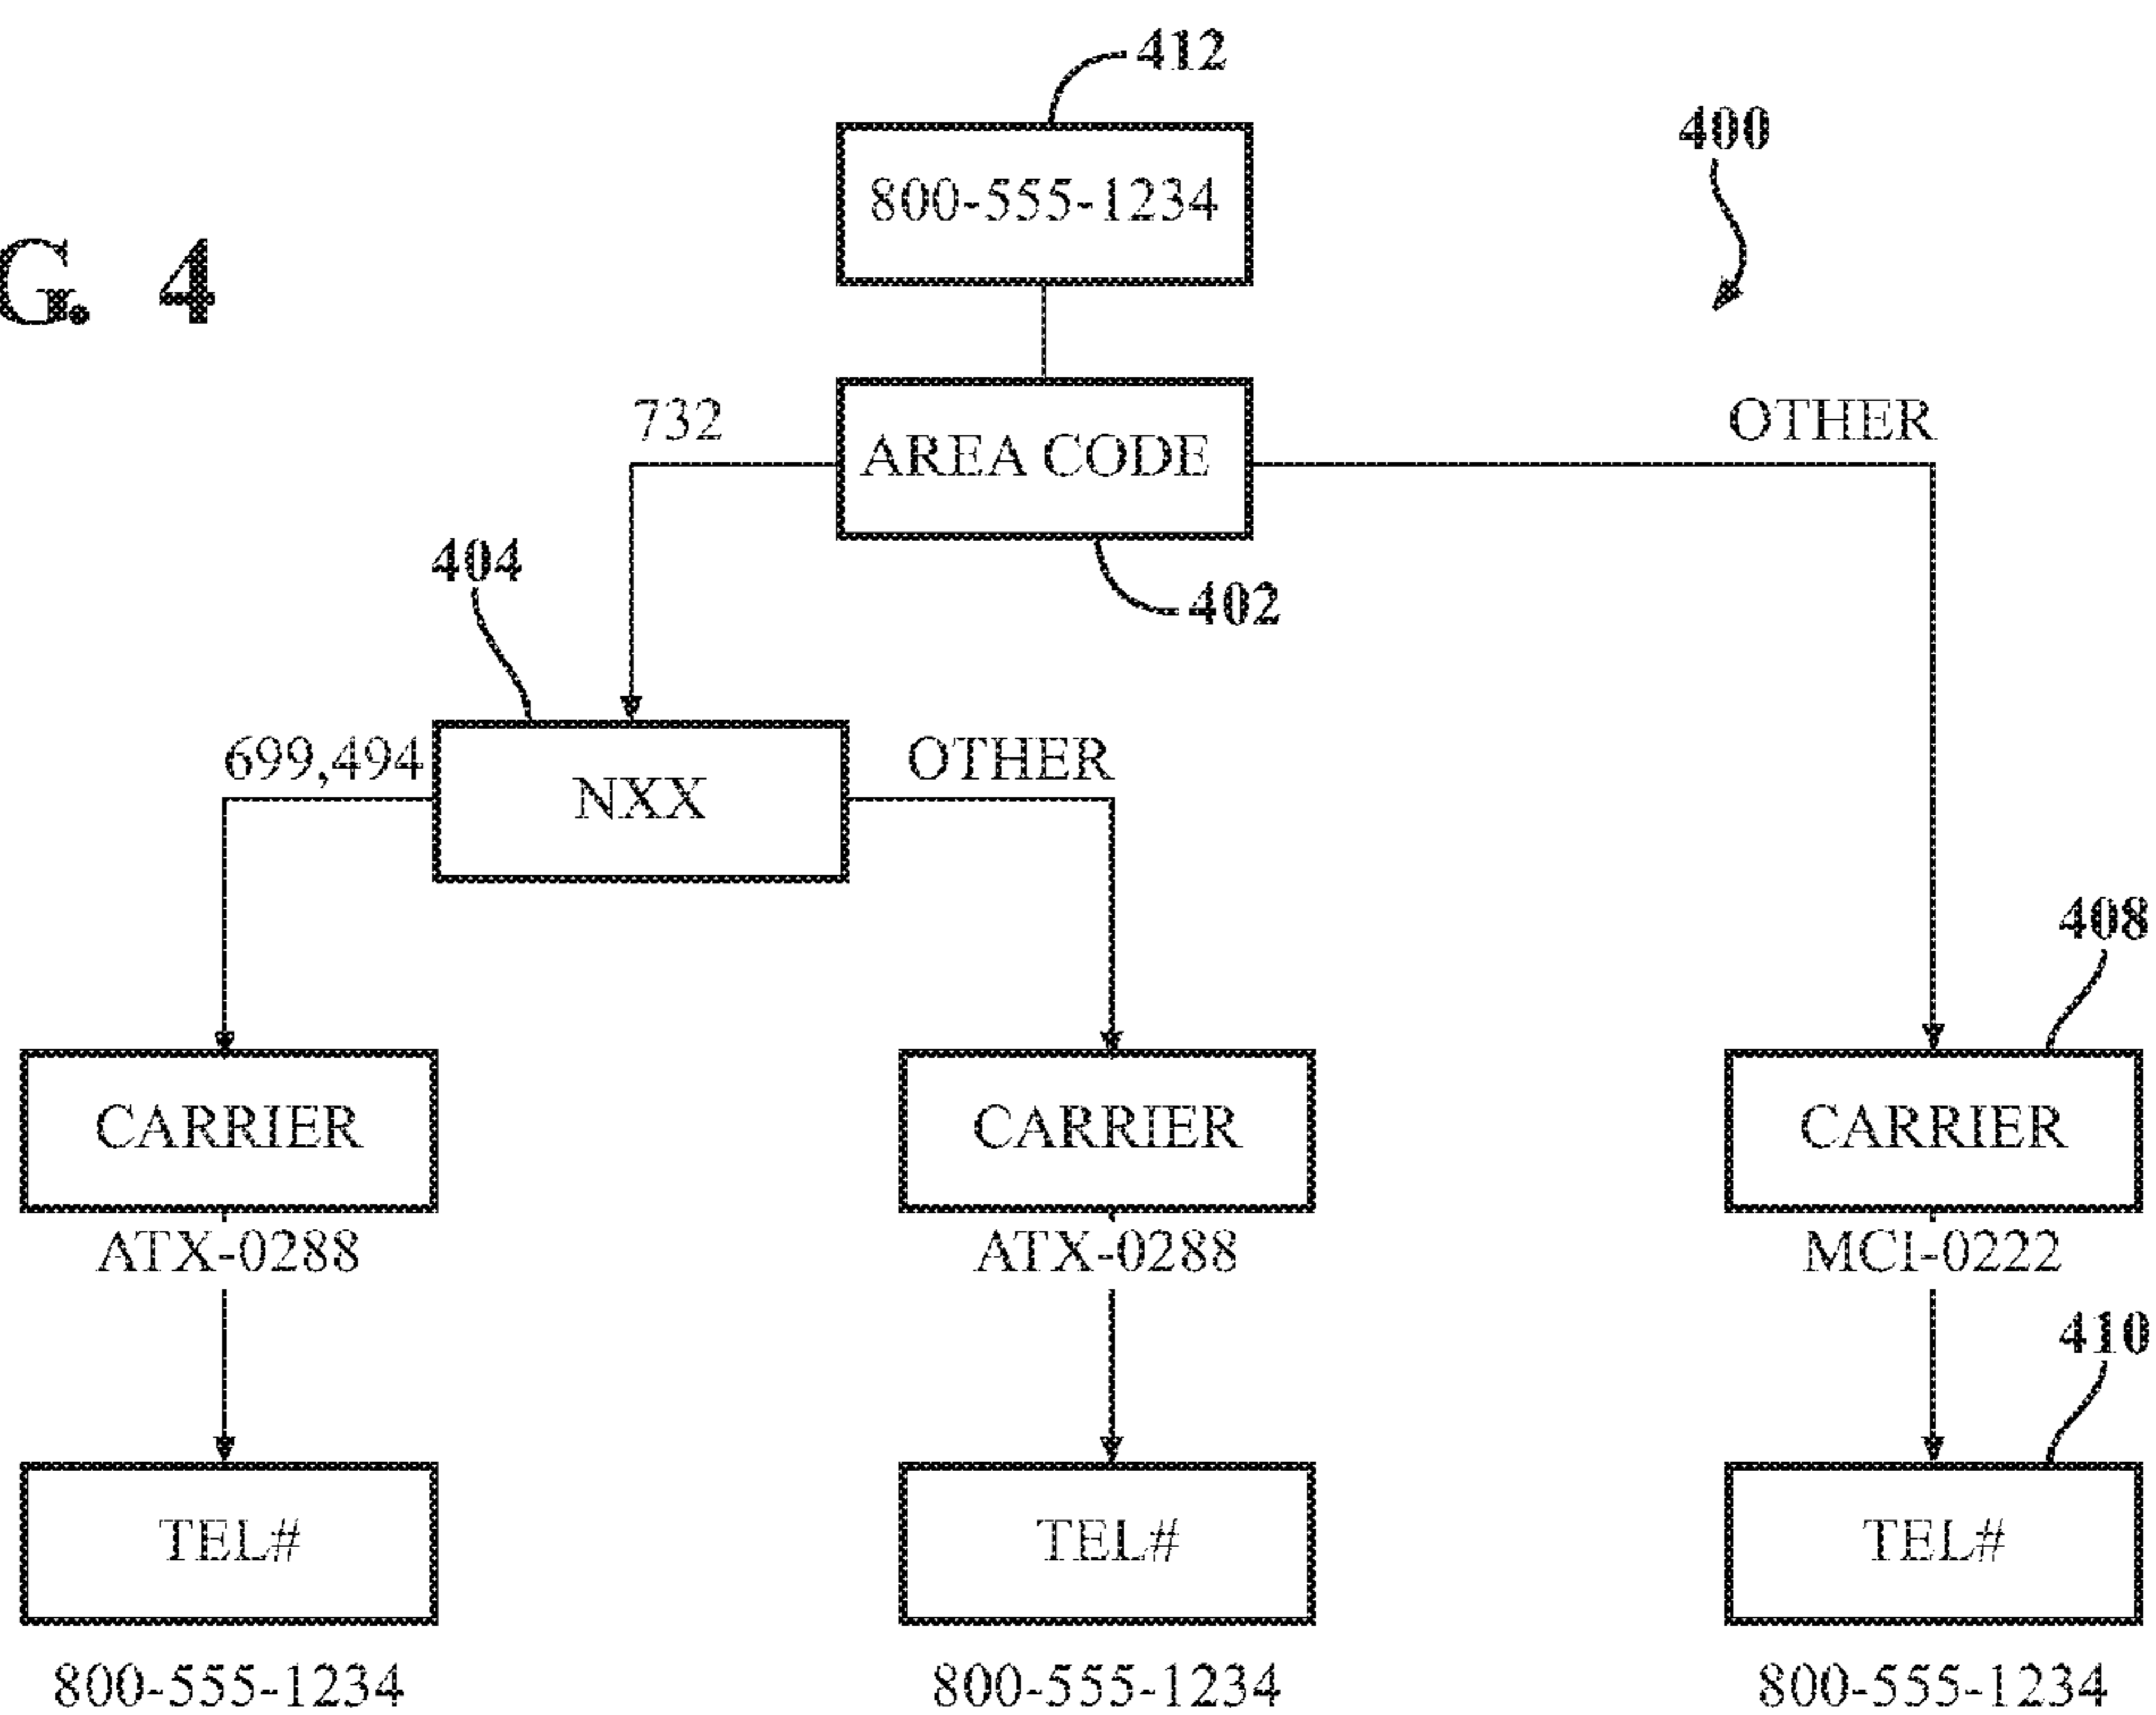 412
400
800-555-1234
G. 4
732
AREA CODE
OTHER
404
402
699,494
NXX
OTHER
408
CARRIER
CARRIER
CARRIER
ATX-0288
ATX-0288
MCI-0222
410
TEL#
TEL#
TEL#
800-555-1234
800-555-1234
800-555-1234